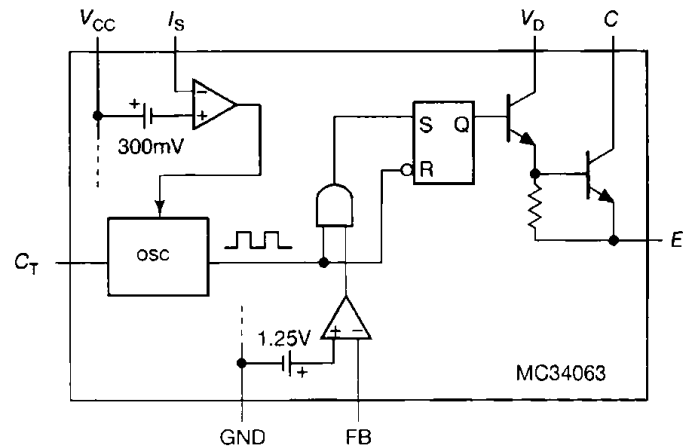 V_CC I_S V_D C
+ − +
300mV
S Q
R
OSC
C_T
E
1.25V
+ −
+
MC34063
GND FB